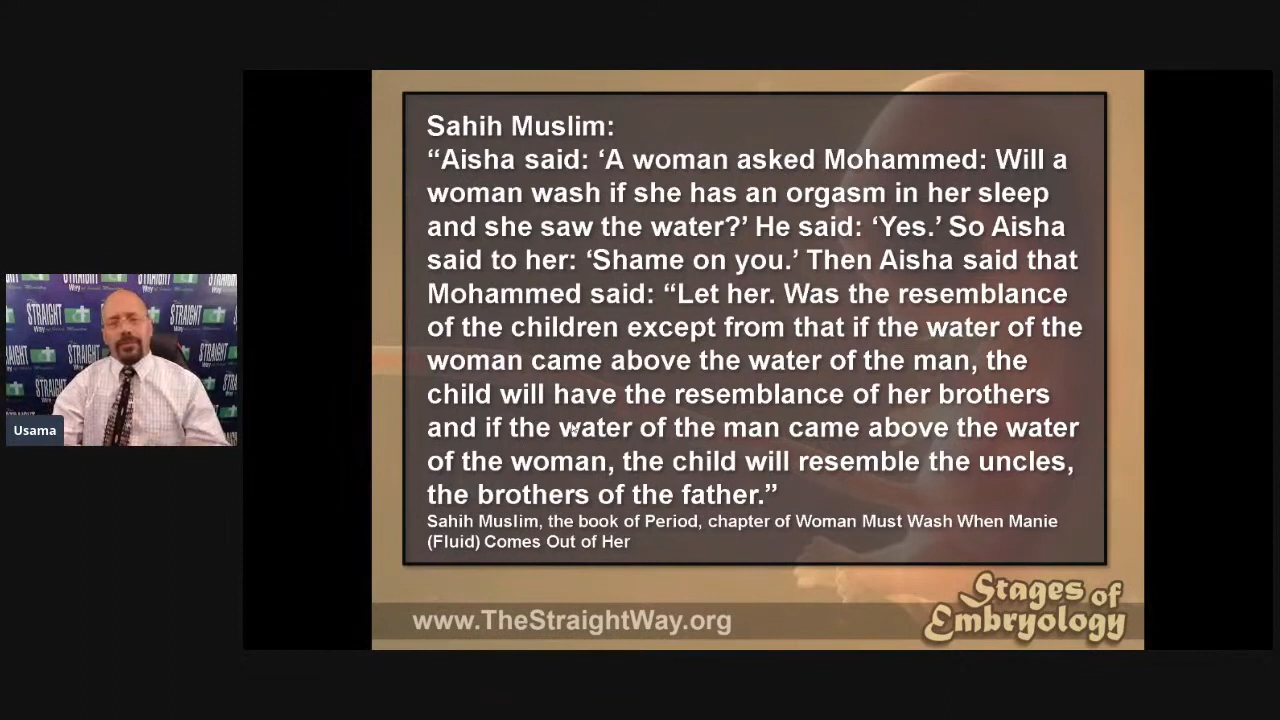 Sahih Muslim:
“Aisha said: ‘A woman asked Mohammed: Will a
woman wash if she has an orgasm in her sleep
and she saw the water?’ He said: ‘Yes.’ So Aisha
said to her: ‘Shame on you.’ Then Aisha said that
Mohammed said: “Let her. Was the resemblance
of the children except from that if the water of the
woman came above the water of the man, the
child will have the resemblance of her brothers
and if the water of the man came above the water
of the woman, the child will resemble the uncles,
the brothers of the father.”
Sahih Muslim, the book of Period, chapter of Woman Must Wash When Manie
(Fluid) Comes Out of Her
www.TheStraightWay.org
Stages of
Embryology
STRAIGHT
Way
Usama